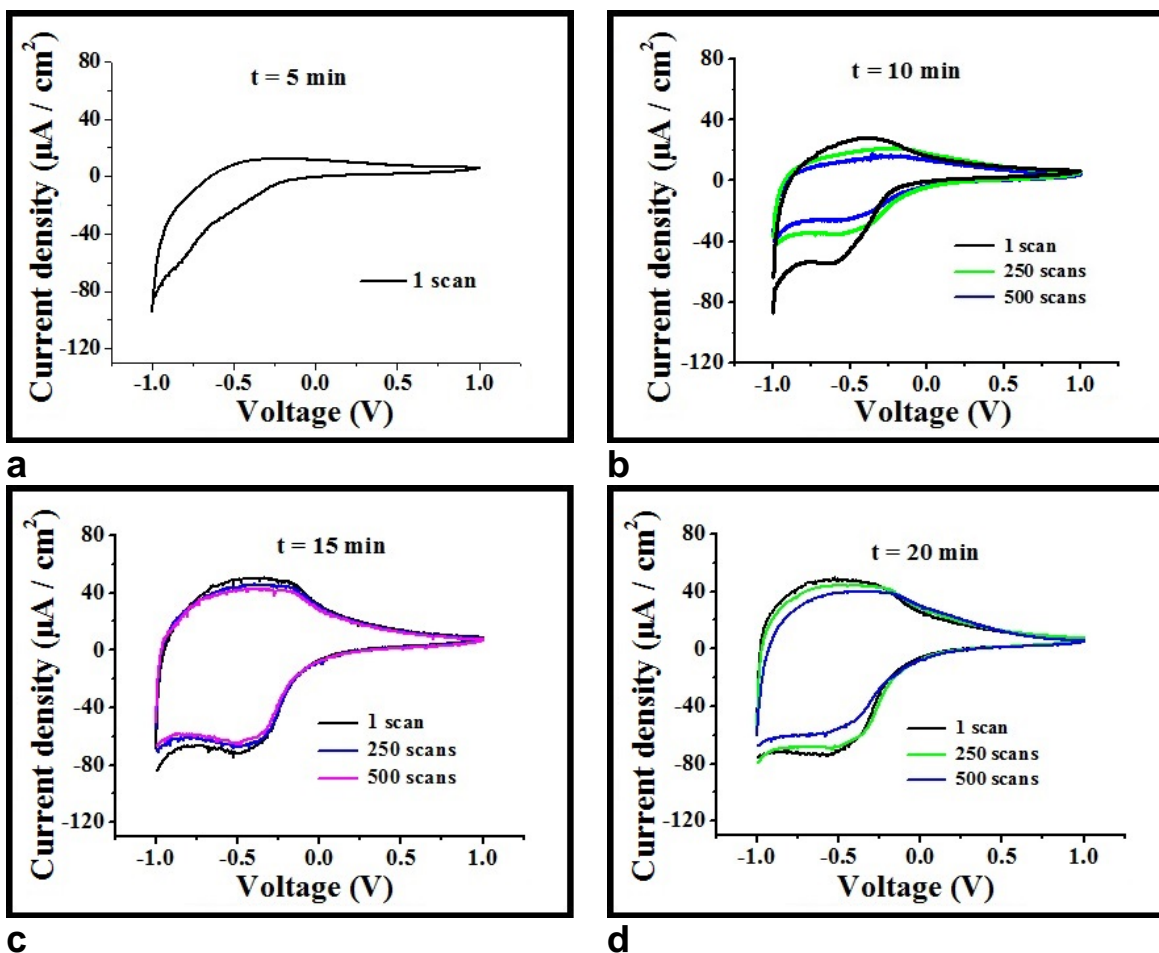 t = 5 min
80
40
0
-40
-80
-120
Current density (µA / cm²)
1 scan
-1.0 -0.5 0.0 0.5 1.0
Voltage (V)
a
t = 10 min
80
40
0
-40
-80
-120
Current density (µA / cm²)
1 scan
250 scans
500 scans
-1.0 -0.5 0.0 0.5 1.0
Voltage (V)
b
t = 15 min
80
40
0
-40
-80
-120
Current density (µA / cm²)
1 scan
250 scans
500 scans
-1.0 -0.5 0.0 0.5 1.0
Voltage (V)
c
t = 20 min
80
40
0
-40
-80
-120
Current density (µA / cm²)
1 scan
250 scans
500 scans
-1.0 -0.5 0.0 0.5 1.0
Voltage (V)
d